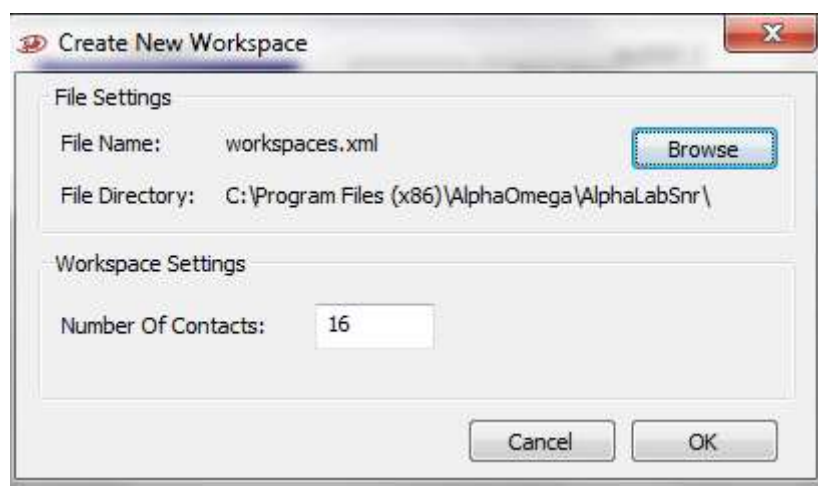 Create New Workspace
File Settings
File Name: workspaces.xml Browse
File Directory: C:\Program Files (x86)\AlphaOmega\AlphaLabSnr\
Workspace Settings
Number Of Contacts: 16
Cancel OK